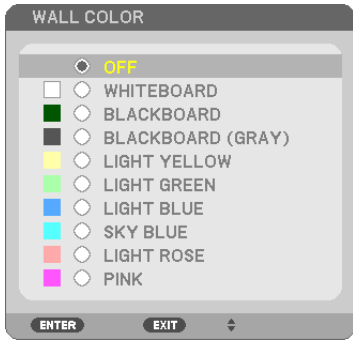 WALL COLOR
OFF
WHITEBOARD
BLACKBOARD
BLACKBOARD (GRAY)
LIGHT YELLOW
LIGHT GREEN
LIGHT BLUE
SKY BLUE
LIGHT ROSE
PINK
ENTER EXIT